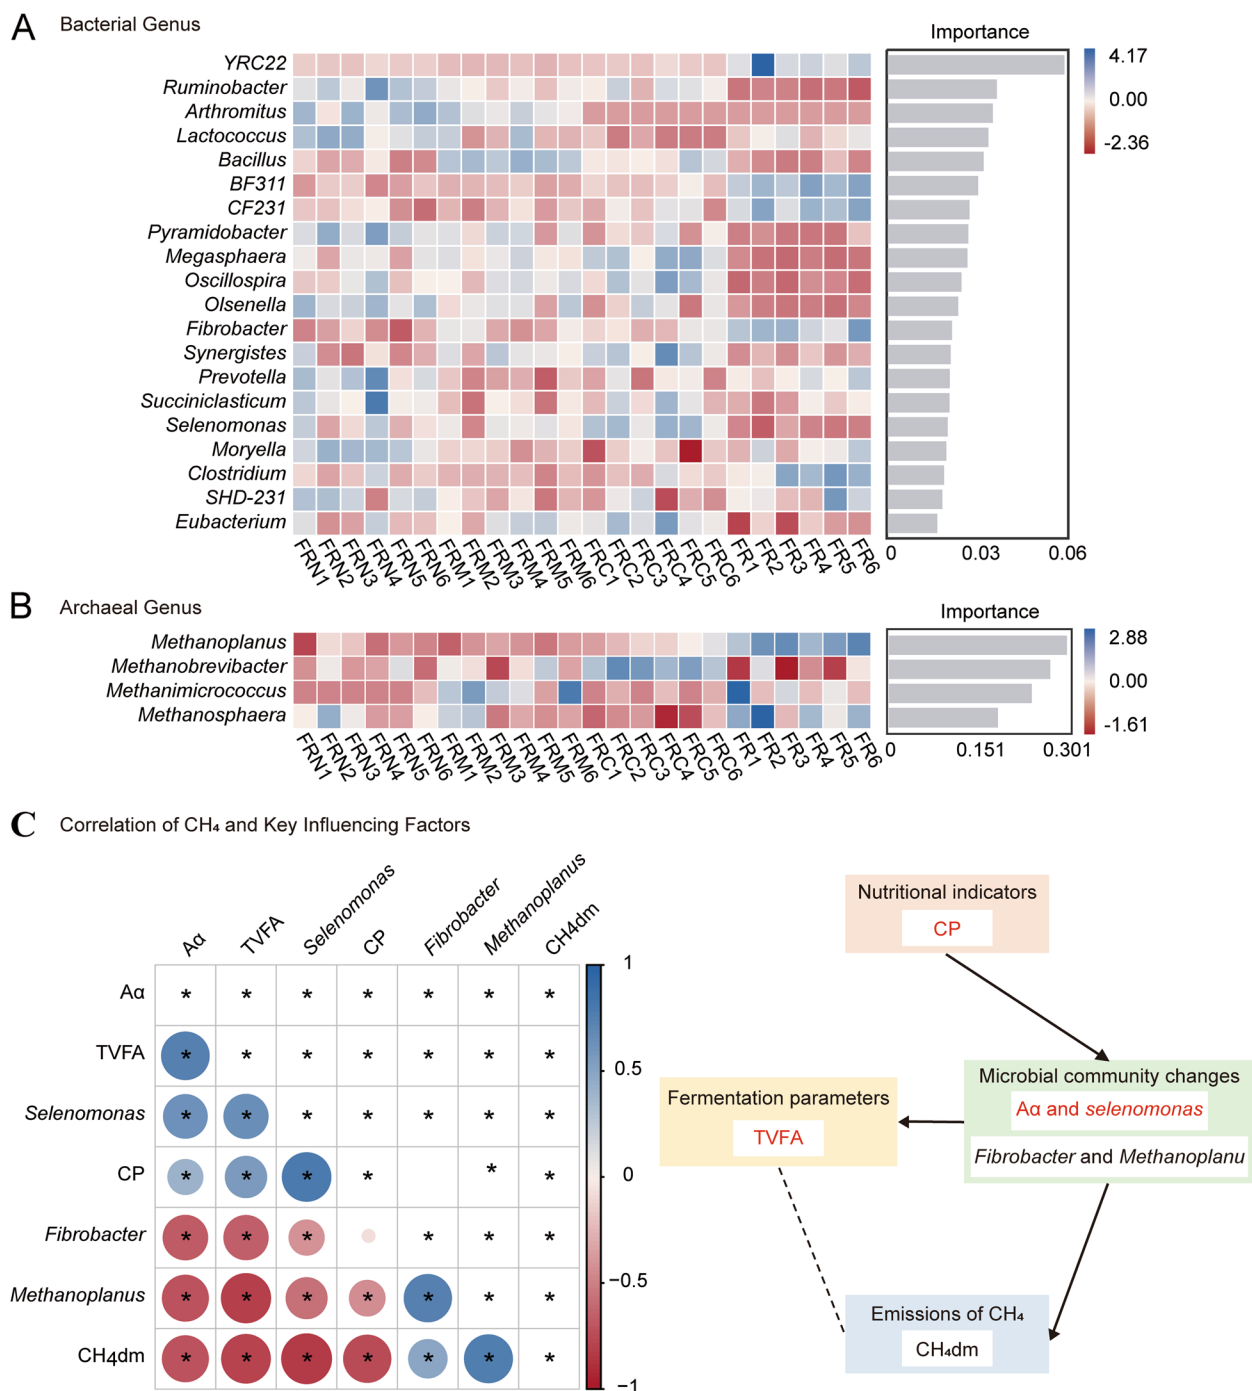 A Bacterial Genus
Importance
YRC22
Ruminobacter
Arthromitus
Lactococcus
Bacillus
BF311
CF231
Pyramidobacter
Megasphaera
Oscillospira
Olsenella
Fibrobacter
Synergistes
Prevotella
Succiniclasticum
Selenomonas
Moryella
Clostridium
SHD-231
Eubacterium
4.17
0.00
-2.36
FRN1 FRN2 FRN3 FRN4 FRN5 FRN6 FRM1 FRM2 FRM3 FRM4 FRM5 FRM6 FRC1 FRC2 FRC3 FRC4 FRC5 FRC6 FR1 FR2 FR3 FR4 FR5 FR6
0 0.03 0.06
B Archaeal Genus
Importance
Methanoplanus
Methanobrevibacter
Methanimicrococcus
Methanosphaera
2.88
0.00
-1.61
FRN1 FRN2 FRN3 FRN4 FRN5 FRN6 FRM1 FRM2 FRM3 FRM4 FRM5 FRM6 FRC1 FRC2 FRC3 FRC4 FRC5 FRC6 FR1 FR2 FR3 FR4 FR5 FR6
0 0.151 0.301
C Correlation of CH₄ and Key Influencing Factors
Aα TVFA Selenomonas CP Fibrobacter Methanoplanus CH4dm
Aα * * * * * * *
TVFA * * * * * * *
Selenomonas * * * * * * *
CP * * * * * *
Fibrobacter * * * * * *
Methanoplanus * * * * * * *
CH4dm * * * * * * *
1
0.5
0
−0.5
−1
Nutritional indicators
CP
Microbial community changes
Aα and selenomonas
Fibrobacter and Methanoplanu
Fermentation parameters
TVFA
Emissions of CH₄
CH₄dm